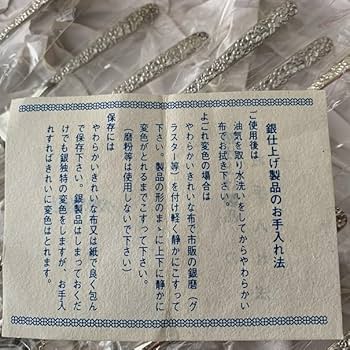 銀仕上げ製品のお手入れ法
ご使用後は
油気を取り水洗いをしてからやわらかい
布でお拭き下さい。
よごれ変色の場合は
やわらかいきれいな布で市販の銀磨（グ
ラスター等）を付け軽く静かにこすって
下さい。製品の形のまゝに上下に静かに
変色がとれるまでこすって下さい。
（磨粉等は使用しないで下さい）
保存には
やわらかいきれいな布又は紙で良く包ん
で保存下さい。銀製品はしまっておくだ
けでも銀独特の変色をしますが、お手入
れすればきれいに変色はとれます。